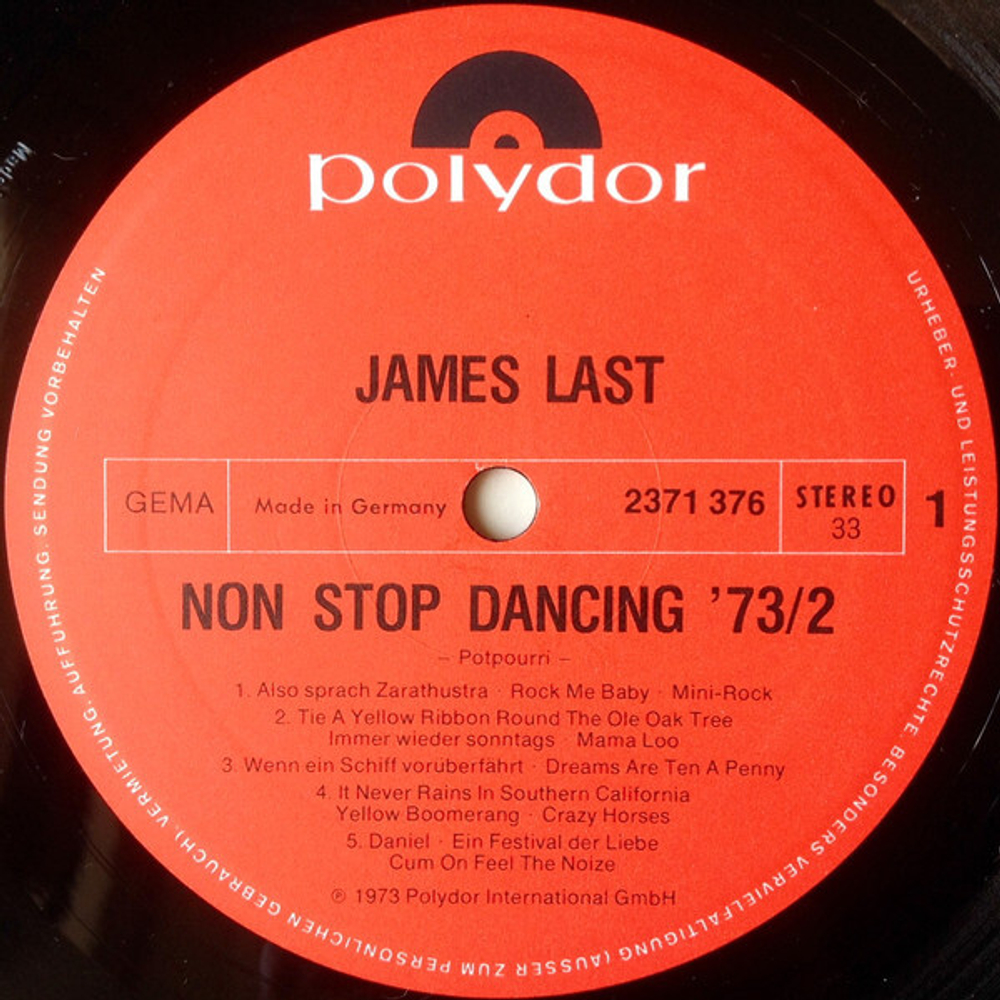 polydor
JAMES LAST
GEMA
Made in Germany
2371 376
STEREO
33
1
NON STOP DANCING '73/2
– Potpourri –
1. Also sprach Zarathustra · Rock Me Baby · Mini-Rock
2. Tie A Yellow Ribbon Round The Ole Oak Tree
Immer wieder sonntags · Mama Loo
3. Wenn ein Schiff vorüberfährt · Dreams Are Ten A Penny
4. It Never Rains In Southern California
Yellow Boomerang · Crazy Horses
5. Daniel · Ein Festival der Liebe
Cum On Feel The Noize
℗ 1973 Polydor International GmbH
URHEBER- UND LEISTUNGSSCHUTZRECHTE, BESONDERS VERVIELFÄLTIGUNG (AUSSER ZUM PERSÖNLICHEN GEBRAUCH), VERMIETUNG, AUFFÜHRUNG, SENDUNG VORBEHALTEN